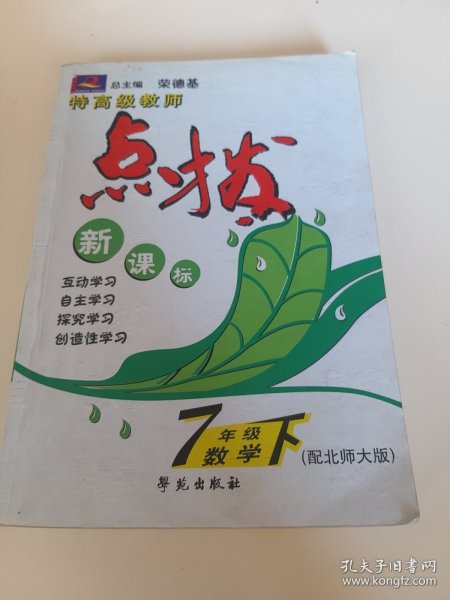 总主编 荣德基
特高级教师
点拨
新课标
互动学习
自主学习
探究学习
创造性学习
7年级
数学下
(配北师大版)
學苑出版社
孔夫子旧书网
www.kongfz.com